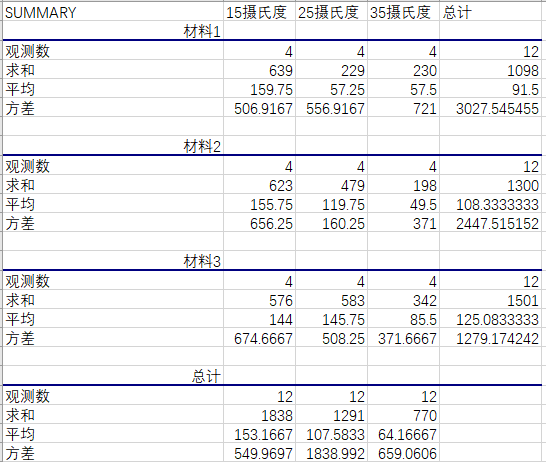 SUMMARY 15摄氏度 25摄氏度 35摄氏度 总计
材料1
观测数 4 4 4 12
求和 639 229 230 1098
平均 159.75 57.25 57.5 91.5
方差 506.9167 556.9167 721 3027.545455
材料2
观测数 4 4 4 12
求和 623 479 198 1300
平均 155.75 119.75 49.5 108.3333333
方差 656.25 160.25 371 2447.515152
材料3
观测数 4 4 4 12
求和 576 583 342 1501
平均 144 145.75 85.5 125.0833333
方差 674.6667 508.25 371.6667 1279.174242
总计
观测数 12 12 12
求和 1838 1291 770
平均 153.1667 107.5833 64.16667
方差 549.9697 1838.992 659.0606